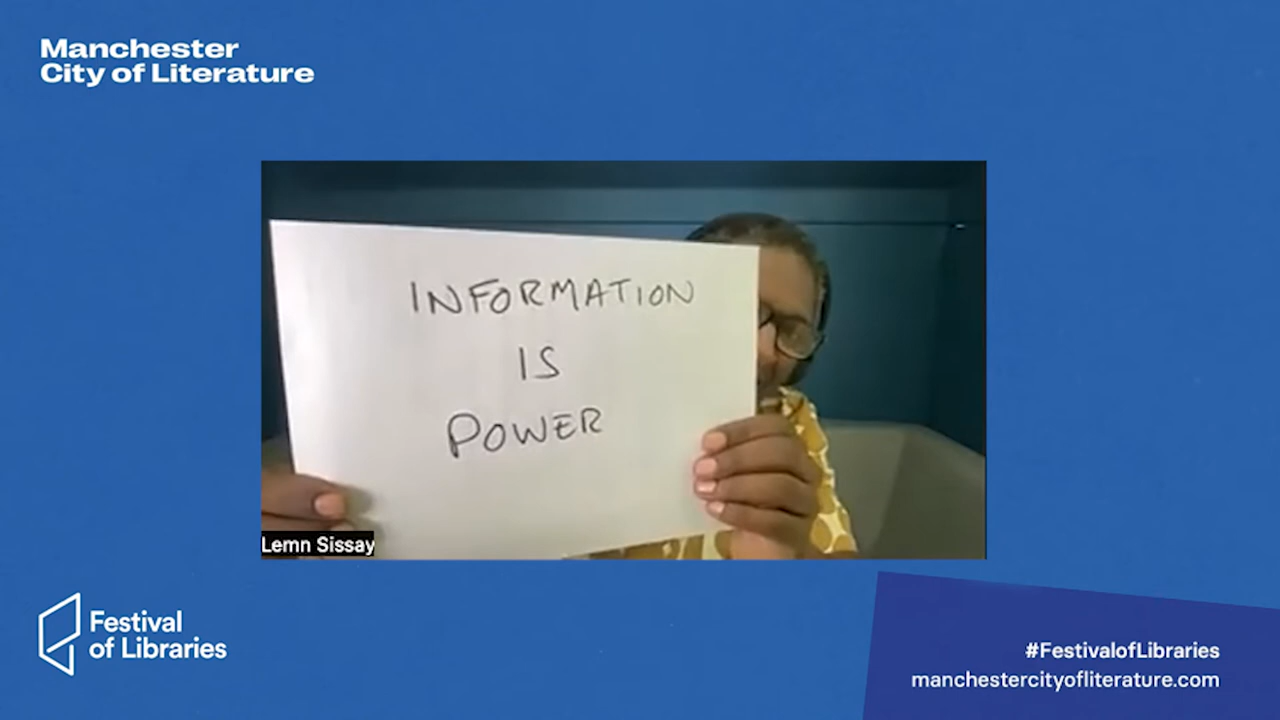 Manchester
City of Literature
INFORMATION
IS
POWER
Lemn Sissay
Festival
of Libraries
#FestivalofLibraries
manchestercityofliterature.com